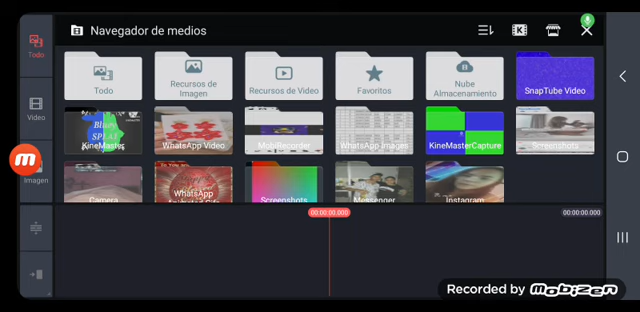 Navegador de medios
Todo
Video
Imagen
Todo
Recursos de Imagen
Recursos de Video
Favoritos
Nube Almacenamiento
SnapTube Video
KineMaster
WhatsApp Video
MobiRecorder
WhatsApp Images
KineMasterCapture
Screenshots
Camera
WhatsApp Animated Gifs
Screenshots
Messenger
Instagram
00:00:00.000
00:00:00.000
Recorded by Mobizen